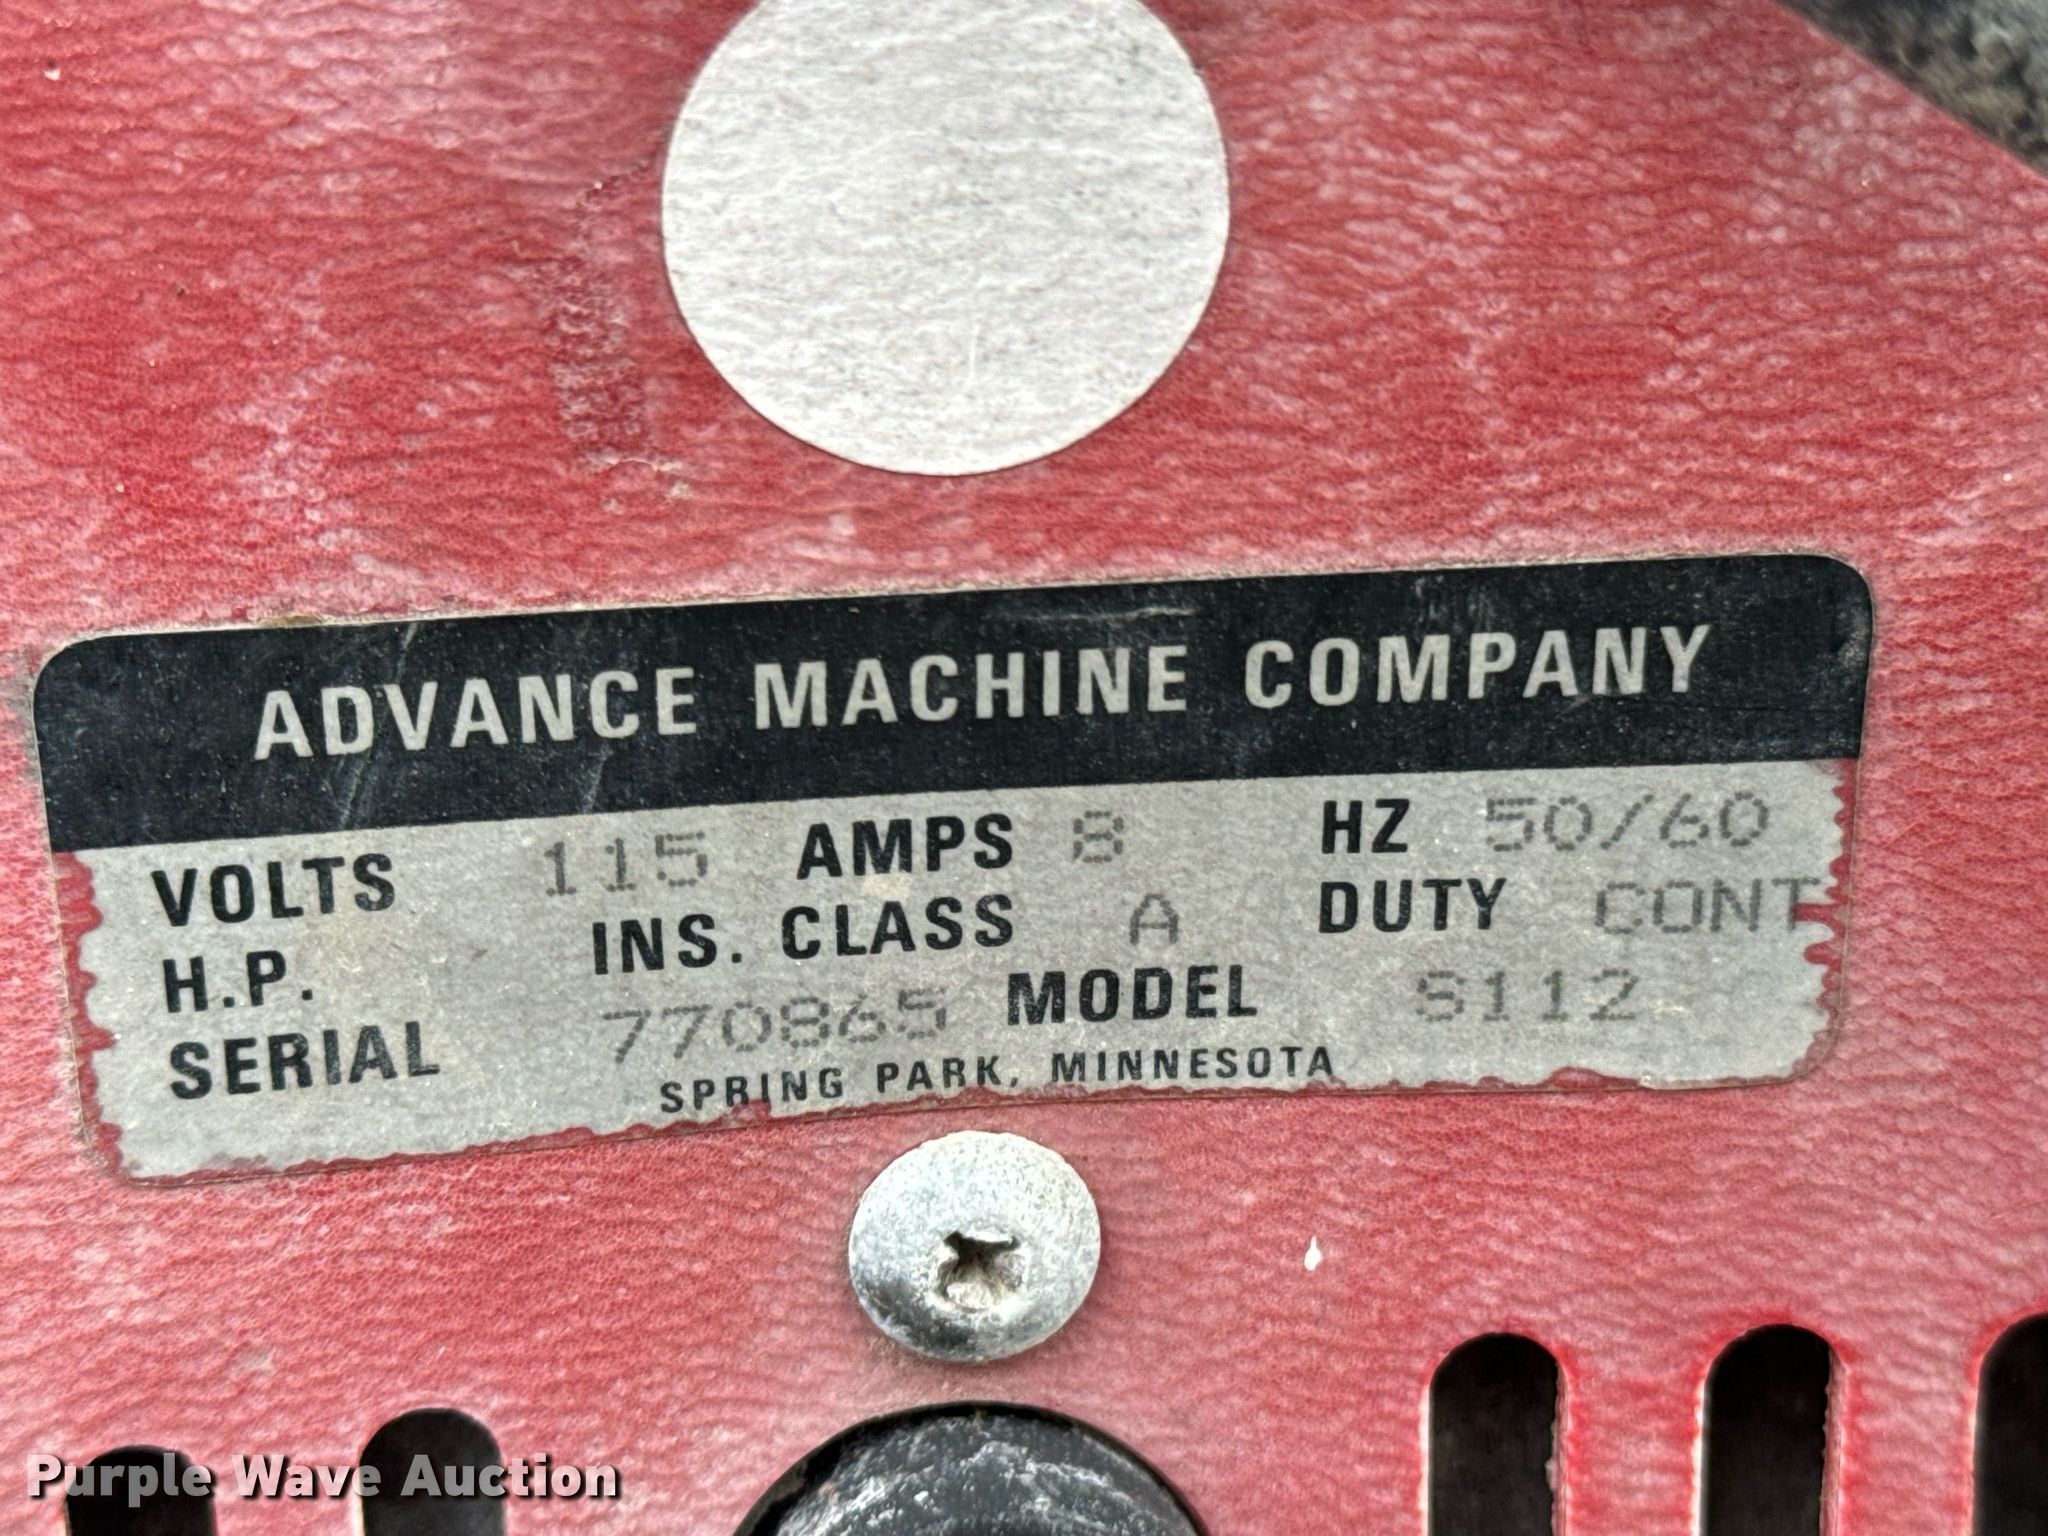 ADVANCE MACHINE COMPANY
VOLTS 115 AMPS 8 HZ 50/60
H.P. INS. CLASS A DUTY CONT
SERIAL 770865 MODEL S112
SPRING PARK, MINNESOTA
Purple Wave Auction